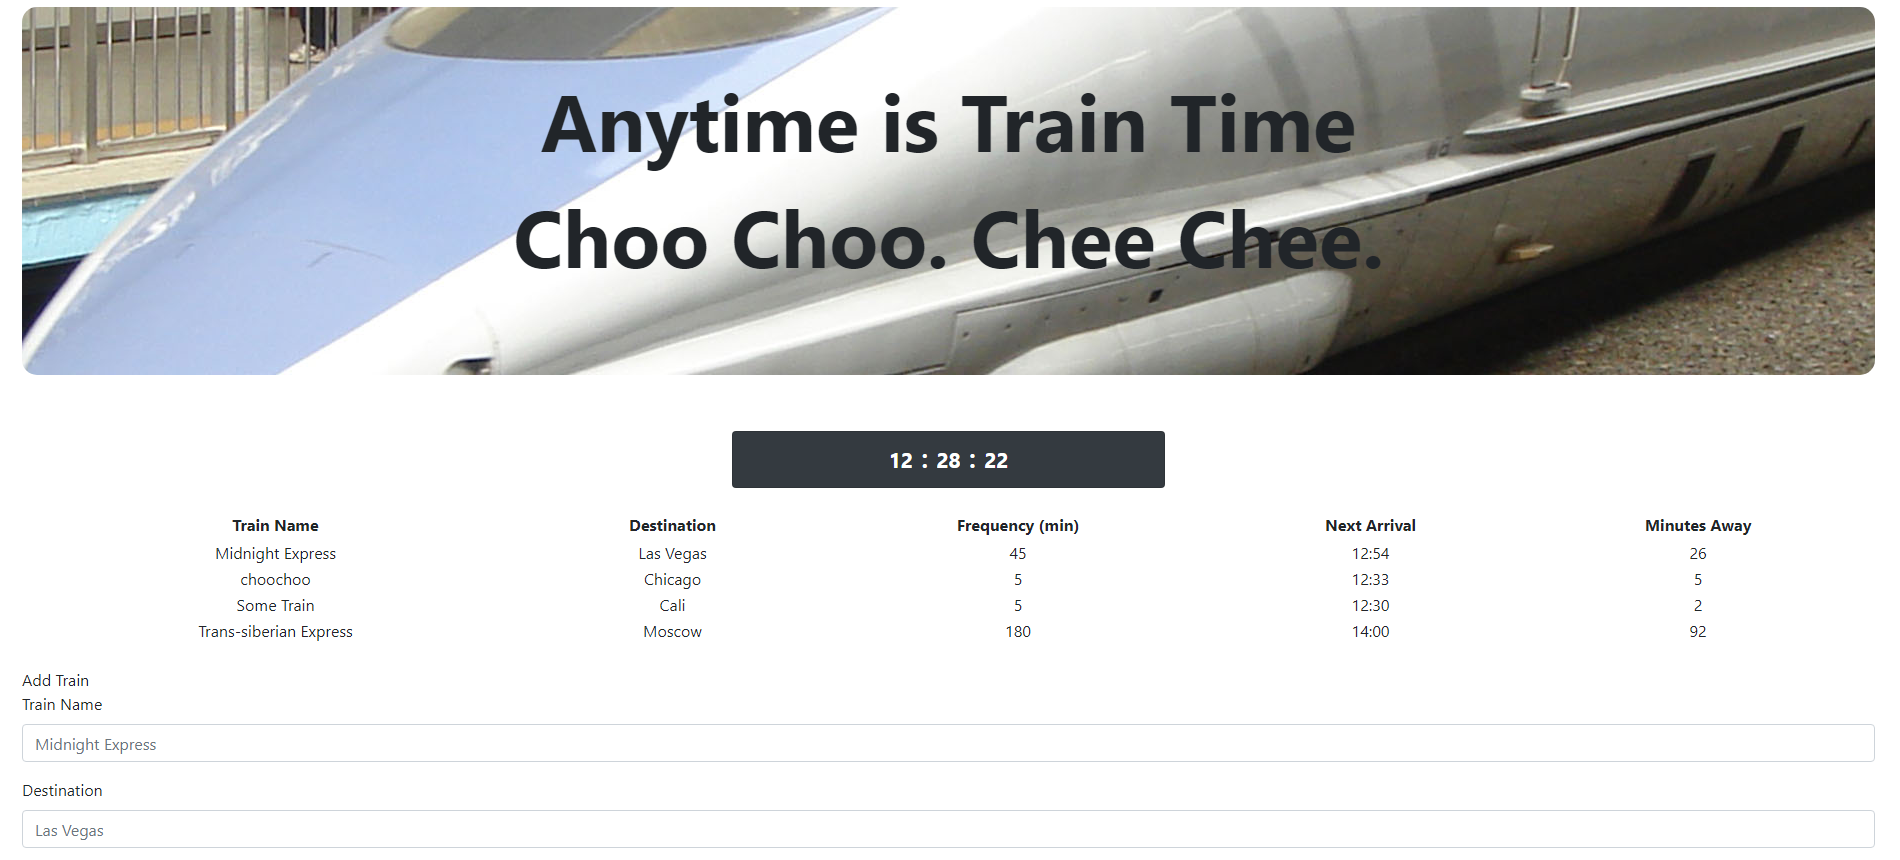 Anytime is Train Time
Choo Choo. Chee Chee.
12 : 28 : 22
Train Name Destination Frequency (min) Next Arrival Minutes Away
Midnight Express Las Vegas 45 12:54 26
choochoo Chicago 5 12:33 5
Some Train Cali 5 12:30 2
Trans-siberian Express Moscow 180 14:00 92
Add Train
Train Name
Midnight Express
Destination
Las Vegas